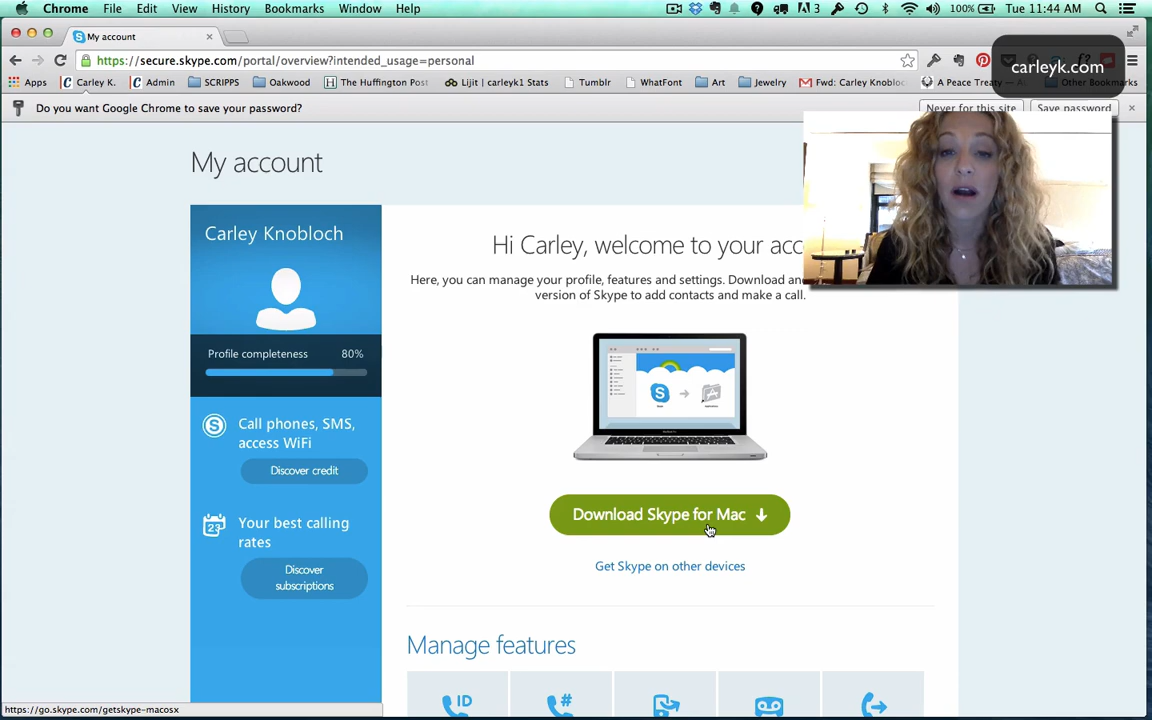 Chrome File Edit View History Bookmarks Window Help 3 100% Tue 11:44 AM
My account
https://secure.skype.com/portal/overview?intended_usage=personal
carleyk.com
Apps Carley K. Admin SCRIPPS Oakwood The Huffington Post Lijit | carleyk1 Stats Tumblr WhatFont Art Jewelry Fwd: Carley Knobloc A Peace Treaty — Other Bookmarks
Do you want Google Chrome to save your password? Never for this site Save password
My account
Carley Knobloch
Hi Carley, welcome to your acc
Here, you can manage your profile, features and settings. Download an
version of Skype to add contacts and make a call.
Profile completeness 80%
Call phones, SMS,
access WiFi
Discover credit
Download Skype for Mac
Your best calling
rates
Get Skype on other devices
Discover
subscriptions
Manage features
ID #
https://go.skype.com/getskype-macosx